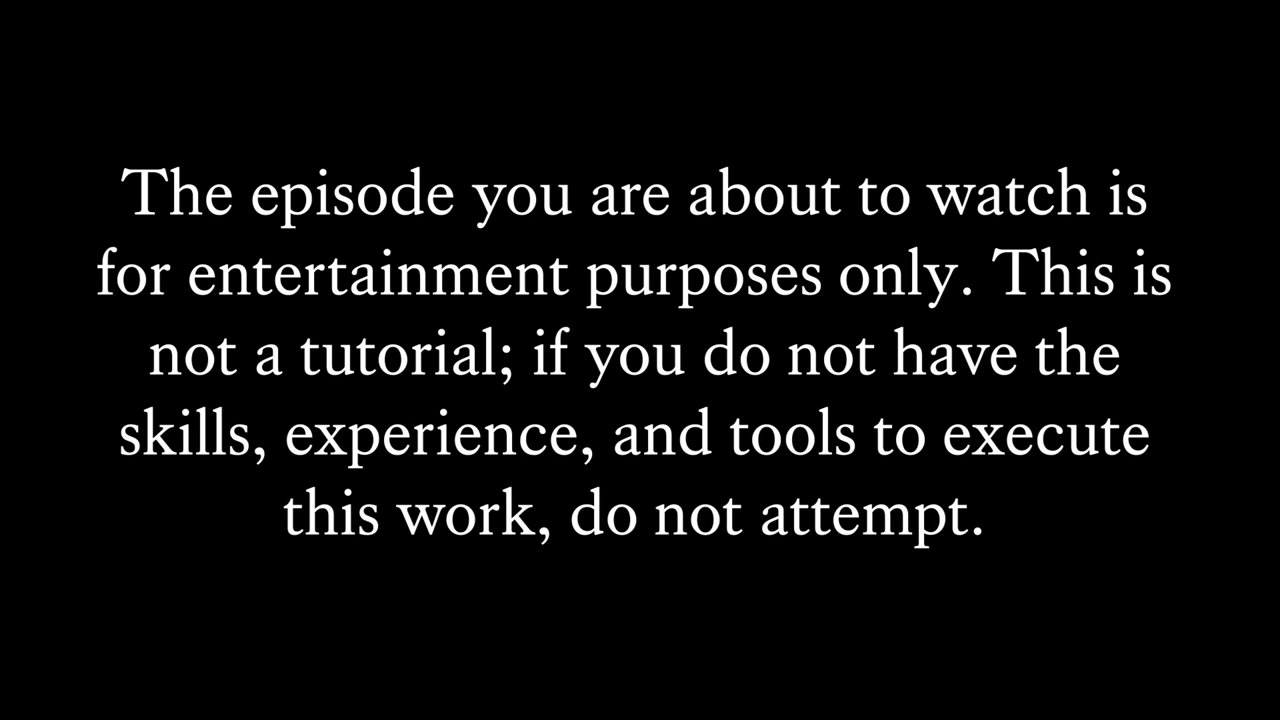 The episode you are about to watch is
for entertainment purposes only. This is
not a tutorial; if you do not have the
skills, experience, and tools to execute
this work, do not attempt.